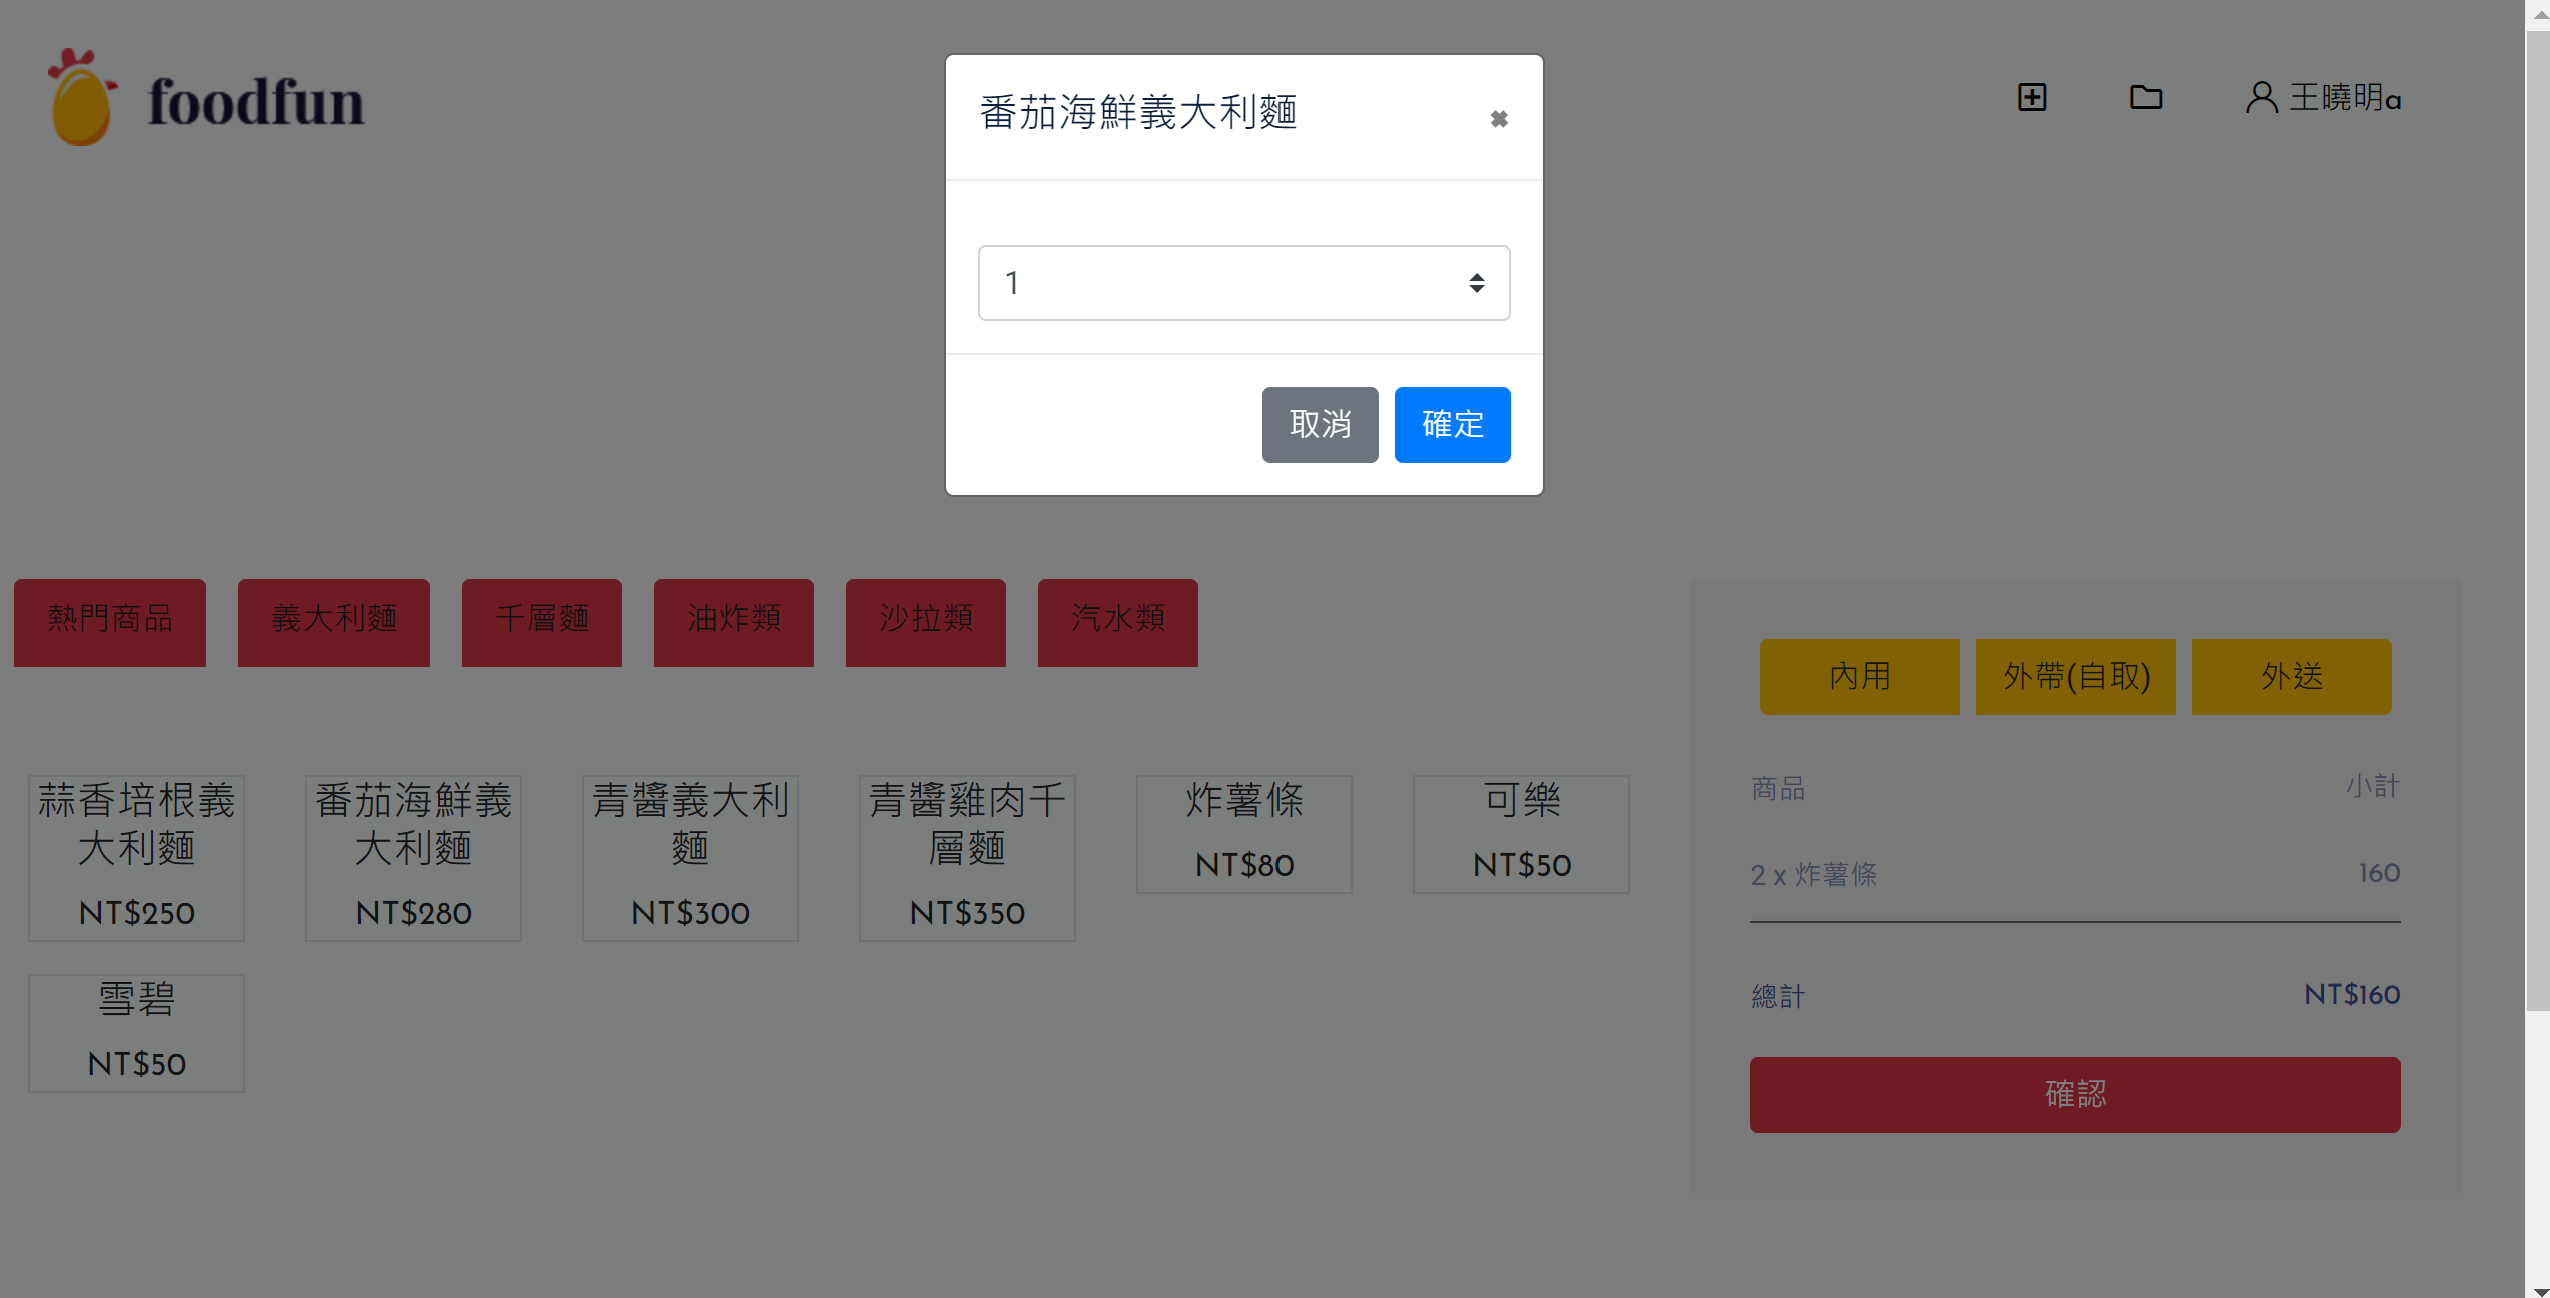 foodfun
王曉明a
番茄海鮮義大利麵
1
取消
確定
熱門商品
義大利麵
千層麵
油炸類
沙拉類
汽水類
內用
外帶(自取)
外送
蒜香培根義
大利麵
NT$250
番茄海鮮義
大利麵
NT$280
青醬義大利
麵
NT$300
青醬雞肉千
層麵
NT$350
炸薯條
NT$80
可樂
NT$50
雪碧
NT$50
商品
小計
2 x 炸薯條
160
總計
NT$160
確認